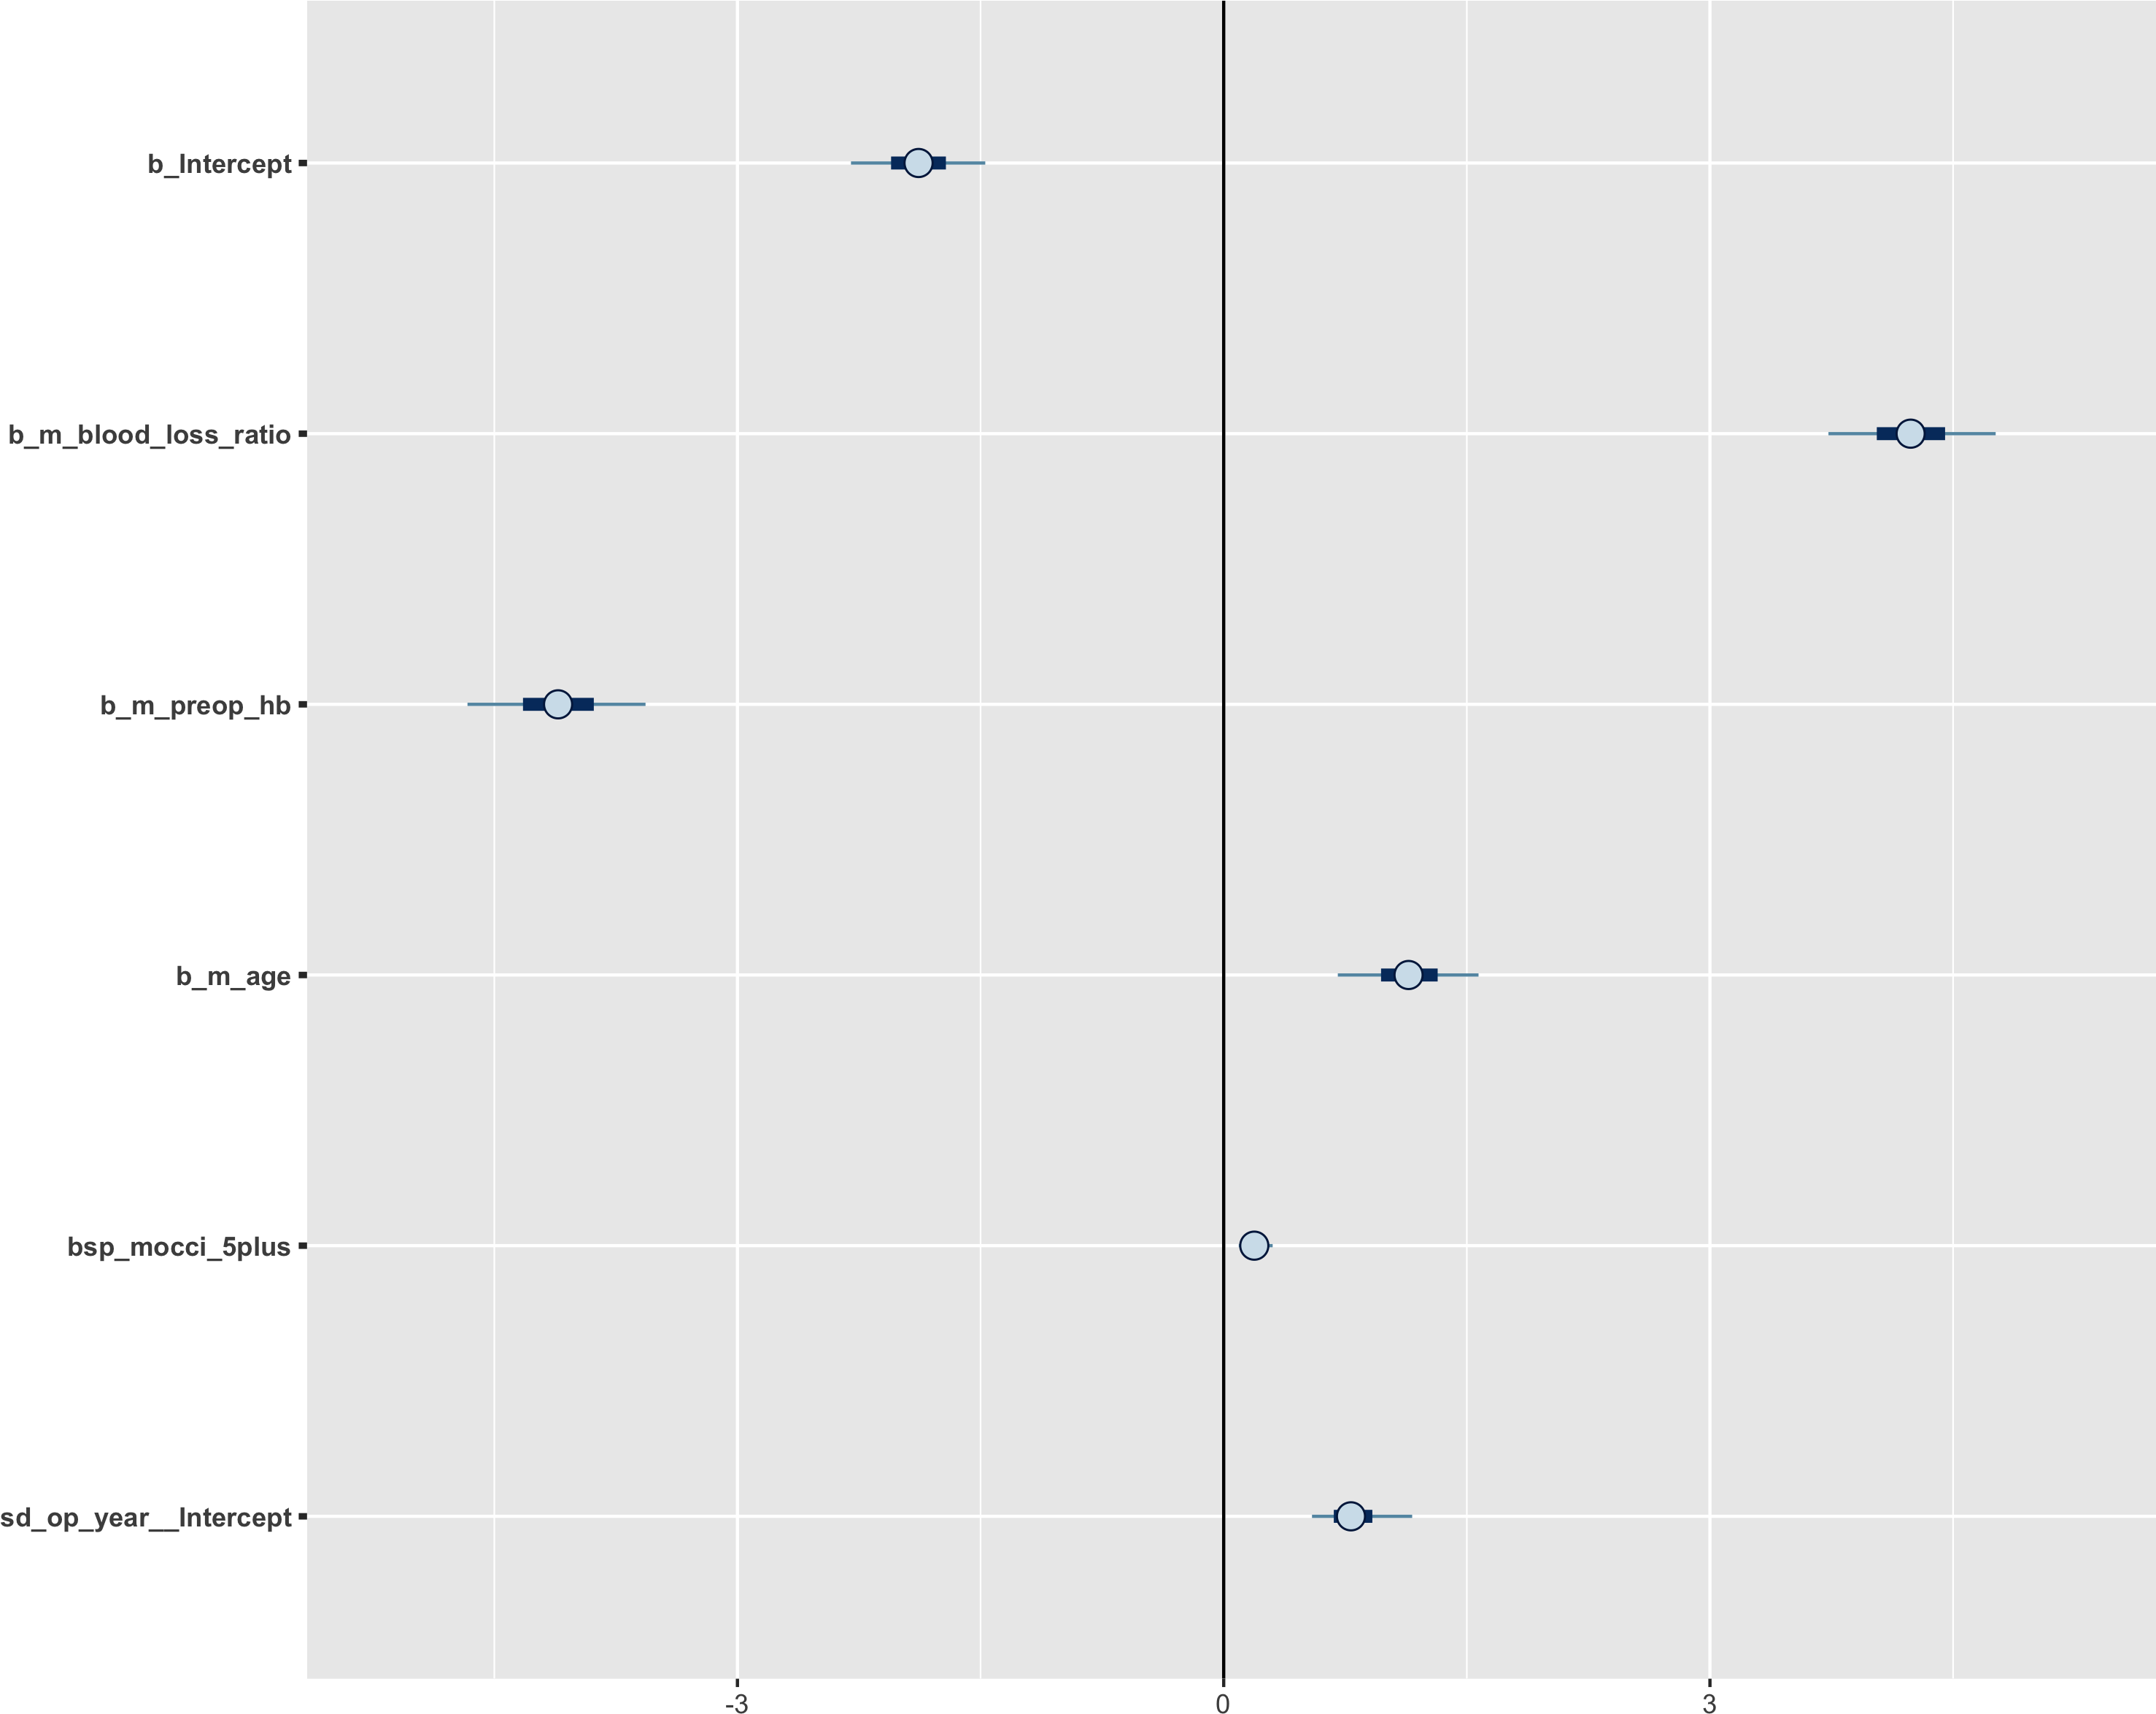 b_Intercept
b_m_blood_loss_ratio
b_m_preop_hb
b_m_age
bsp_mocci_5plus
sd_op_year__Intercept
-3 0 3